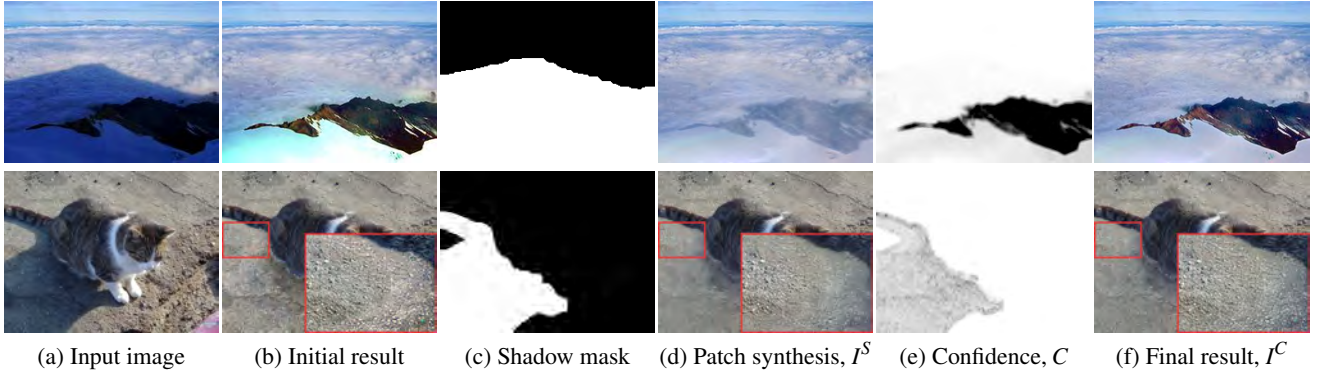 (a) Input image (b) Initial result (c) Shadow mask (d) Patch synthesis, I^S (e) Confidence, C (f) Final result, I^C